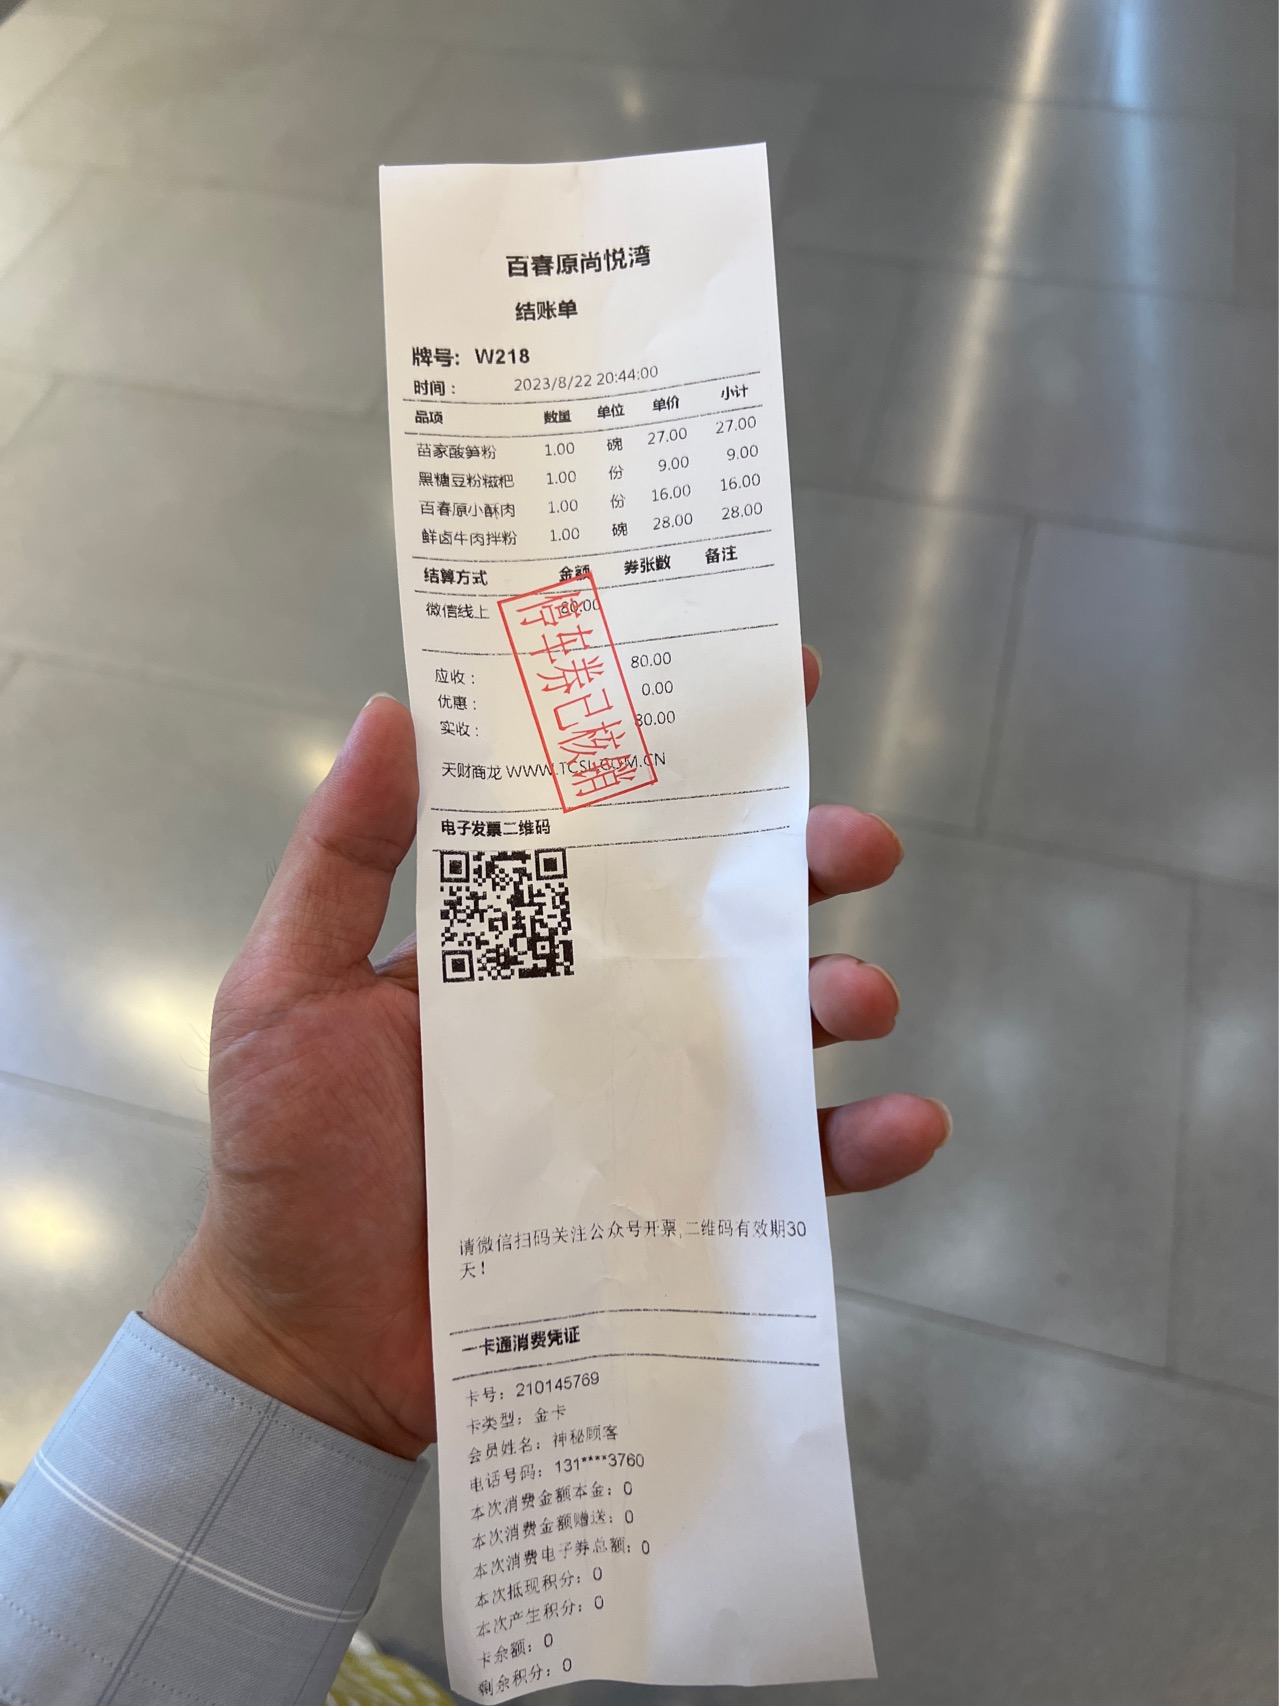 百春原尚悦湾
结账单
牌号: W218
时间: 2023/8/22 20:44:00
品项 数量 单位 单价 小计
苗家酸笋粉 1.00 碗 27.00 27.00
黑糖豆粉糍粑 1.00 份 9.00 9.00
百春原小酥肉 1.00 份 16.00 16.00
鲜卤牛肉拌粉 1.00 碗 28.00 28.00
结算方式 金额 券张数 备注
微信线上 80.00
停车券已核销
应收: 80.00
优惠: 0.00
实收: 80.00
天财商龙 WWW.TCSL.COM.CN
电子发票二维码
请微信扫码关注公众号开票,二维码有效期30
天!
一卡通消费凭证
卡号: 210145769
卡类型: 金卡
会员姓名: 神秘顾客
电话号码: 131****3760
本次消费金额本金: 0
本次消费金额赠送: 0
本次消费电子券总额: 0
本次抵现积分: 0
本次产生积分: 0
卡余额: 0
剩余积分: 0